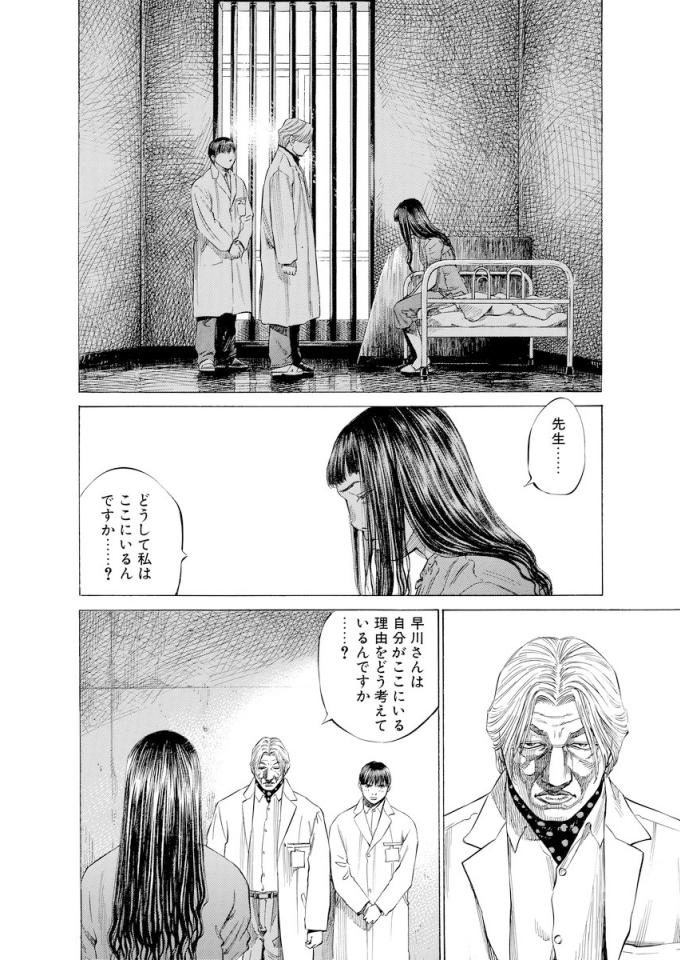 先生
……
どうして私は
ここにいるん
ですか……?
早川さんは
自分がここにいる
理由をどう考えて
いるんですか
……?